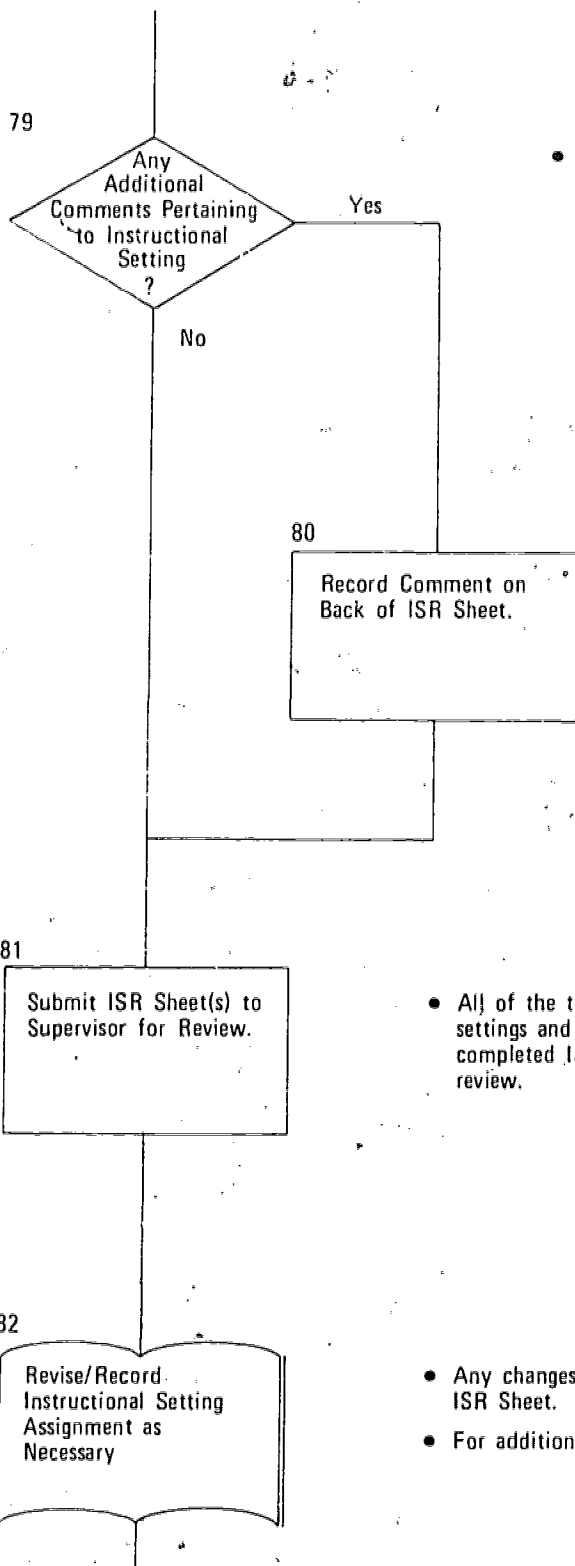 79
Any
Additional
Comments Pertaining
to Instructional
Setting
?
Yes
No
80
Record Comment on
Back of ISR Sheet.
81
Submit ISR Sheet(s) to
Supervisor for Review.
● All of the
settings and
completed
review.
82
Revise/Record
Instructional Setting
Assignment as
Necessary
● Any changes
ISR Sheet.
● For addition